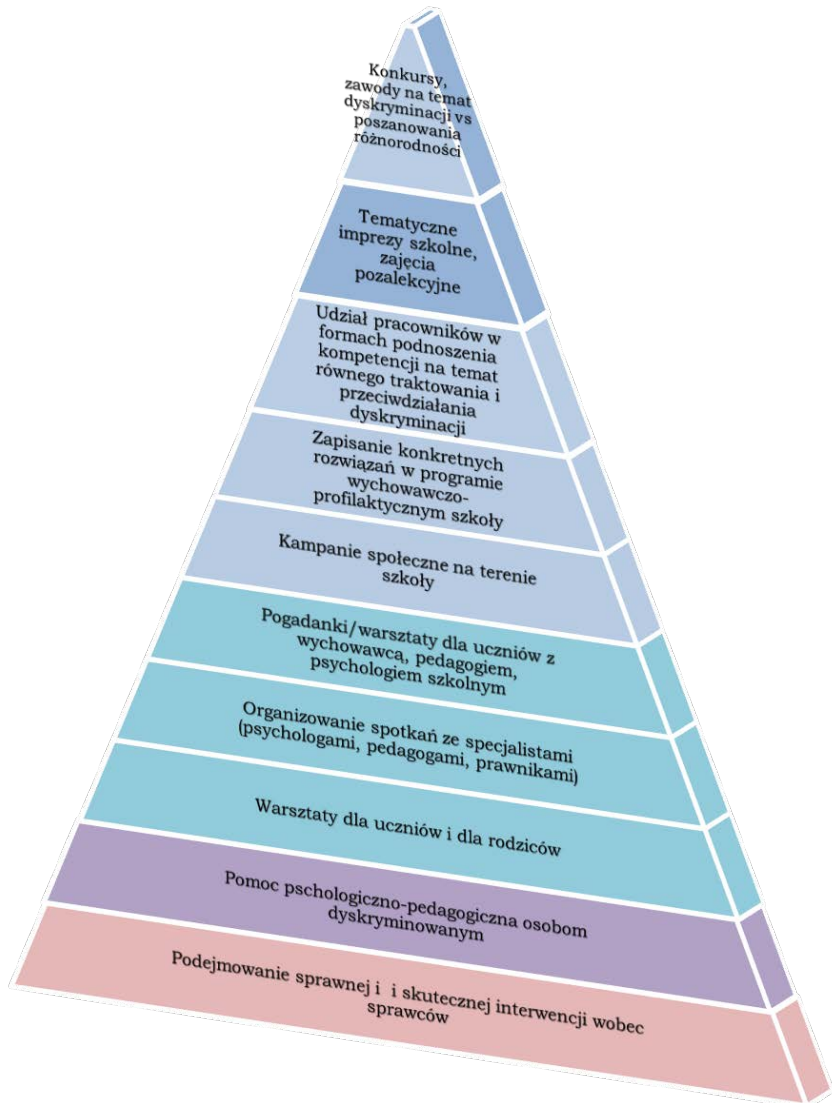 Konkursy,
zawody na temat
dyskryminacji vs
poszanowania
różnorodności
Tematyczne
imprezy szkolne,
zajęcia
pozalekcyjne
Udział pracowników w
formach podnoszenia
kompetencji na temat
równego traktowania i
przeciwdziałania
dyskryminacji
Zapisanie konkretnych
rozwiązań w programie
wychowawczo-
profilaktycznym szkoły
Kampanie społeczne na terenie
szkoły
Pogadanki/warsztaty dla uczniów z
wychowawcą, pedagogiem,
psychologiem szkolnym
Organizowanie spotkań ze specjalistami
(psychologami, pedagogami, prawnikami)
Warsztaty dla uczniów i dla rodziców
Pomoc pschologiczno-pedagogiczna osobom
dyskryminowanym
Podejmowanie sprawnej i  i skutecznej interwencji wobec
sprawców